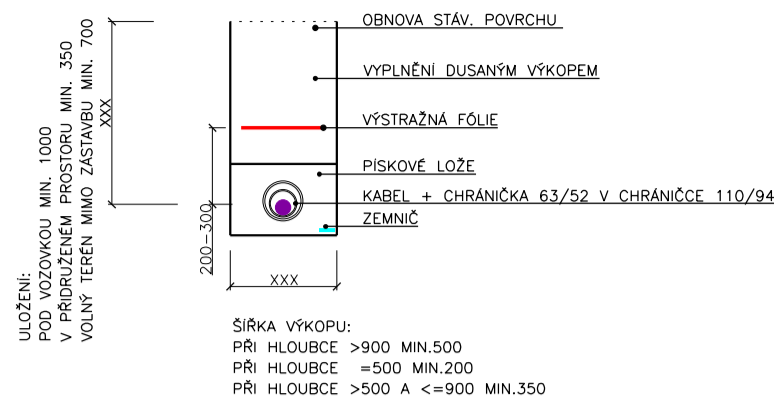 OBNOVA STÁV. POVRCHU
VYPLNĚNÍ DUSANÝM VÝKOPEM
VÝSTRAŽNÁ FÓLIE
PÍSKOVÉ LOŽE
KABEL + CHRÁNIČKA 63/52 V CHRÁNIČCE 110/94
ZEMNIČ
ULOŽENÍ:
POD VOZOVKOU MIN. 1000
V PŘIDRUŽENÉM PROSTORU MIN. 350
VOLNÝ TERÉN MIMO ZÁSTAVBU MIN. 700
XXX
200-300
XXX
ŠÍŘKA VÝKOPU:
PŘI HLOUBCE >900 MIN.500
PŘI HLOUBCE =500 MIN.200
PŘI HLOUBCE >500 A <=900 MIN.350